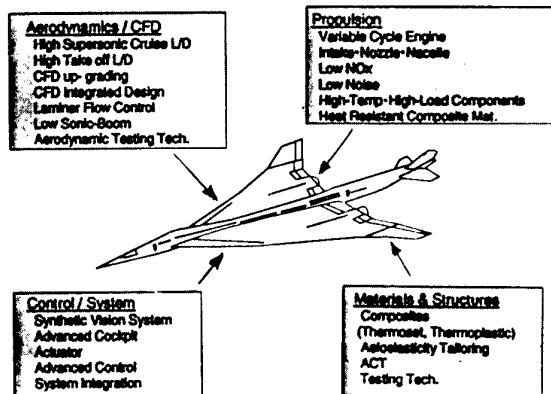 Aerodynamics / CFD
High Supersonic Cruise L/D
High Take off L/D
CFD up- grading
CFD Integrated Design
Laminer Flow Control
Low Sonic-Boom
Aerodynamic Testing Tech.
Propulsion
Variable Cycle Engine
Intake・Nozzle・Nacelle
Low NOx
Low Noise
High-Temp・High-Load Components
Heat Resistant Composite Mat.
Control / System
Synthetic Vision System
Advanced Cockpit
Actuator
Advanced Control
System Integration
Materials & Structures
Composites
(Thermoset, Thermoplastic)
Aeloelasticity Tailoring
ACT
Testing Tech.